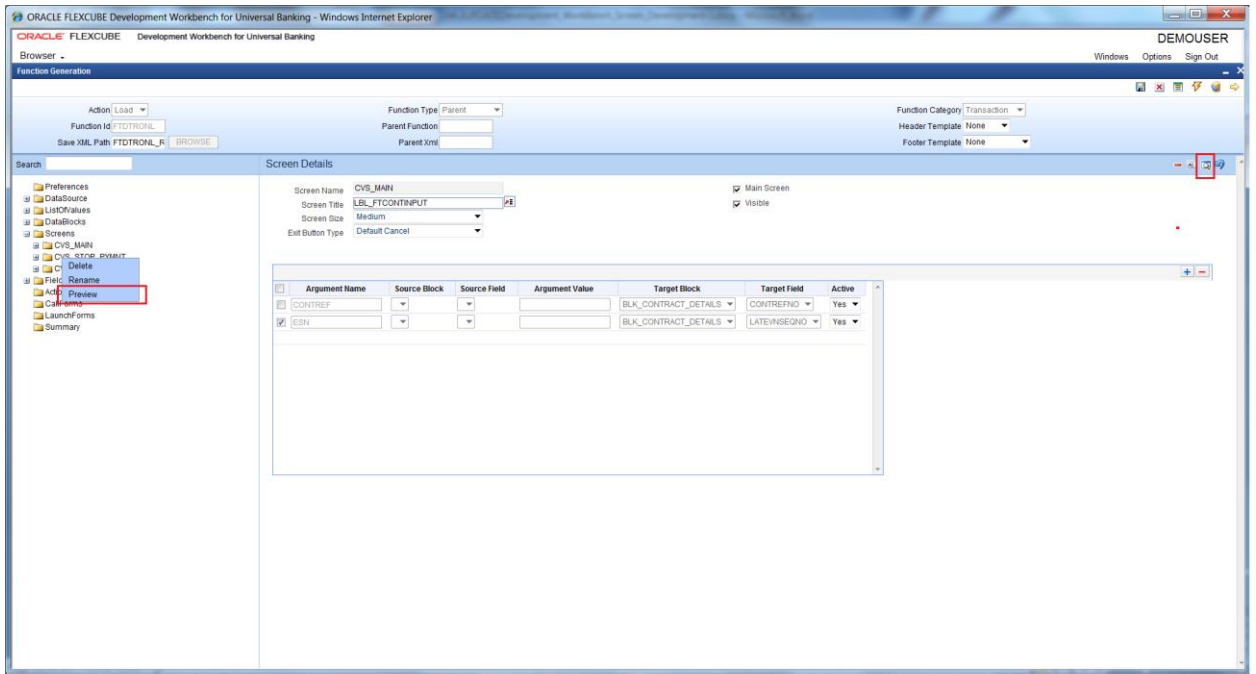 ORACLE FLEXCUBE Development Workbench for Universal Banking - Windows Internet Explorer
ORACLE FLEXCUBE Development Workbench for Universal Banking DEMOUSER
Browser Windows Options Sign Out
Function Generation
Action Load Function Type Parent Function Category Transaction
Function Id FTDTRONL Parent Function Header Template None
Save XML Path FTDTRONL_R BROWSE Parent Xml Footer Template None
Search Screen Details
Preferences
DataSource
ListOfValues
DataBlocks
Screens
CVS_MAIN
CVS_STOP_PYMNT
Delete
Rename
Preview
LaunchForms
Summary
Screen Name CVS_MAIN Main Screen
Screen Title LBL_FTCONTINPUT Visible
Screen Size Medium
Exit Button Type Default Cancel
Argument Name Source Block Source Field Argument Value Target Block Target Field Active
CONTREF BLK_CONTRACT_DETAILS CONTREFNO Yes
ESN BLK_CONTRACT_DETAILS LATEVNSEQNO Yes